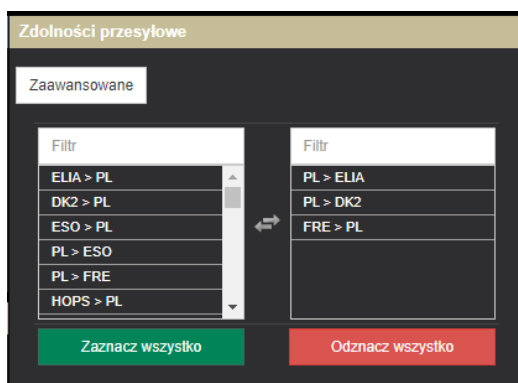 Zdolności przesyłowe
Zaawansowane
Filtr
ELIA > PL
DK2 > PL
ESO > PL
PL > ESO
PL > FRE
HOPS > PL
Zaznacz wszystko
Filtr
PL > ELIA
PL > DK2
FRE > PL
Odznacz wszystko